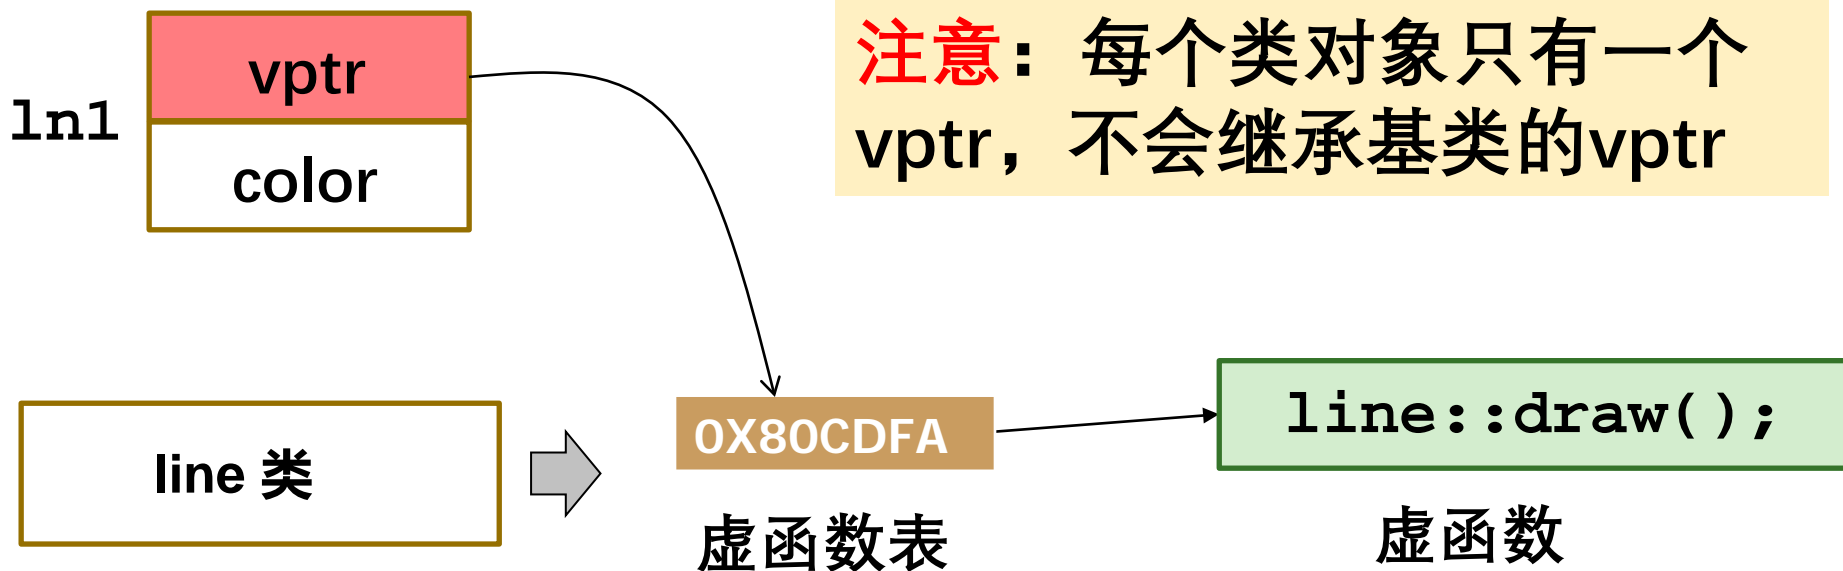 vptr
ln1
color
注意：每个类对象只有一个
vptr，不会继承基类的vptr
line 类
0X80CDFA
line::draw();
虚函数表
虚函数